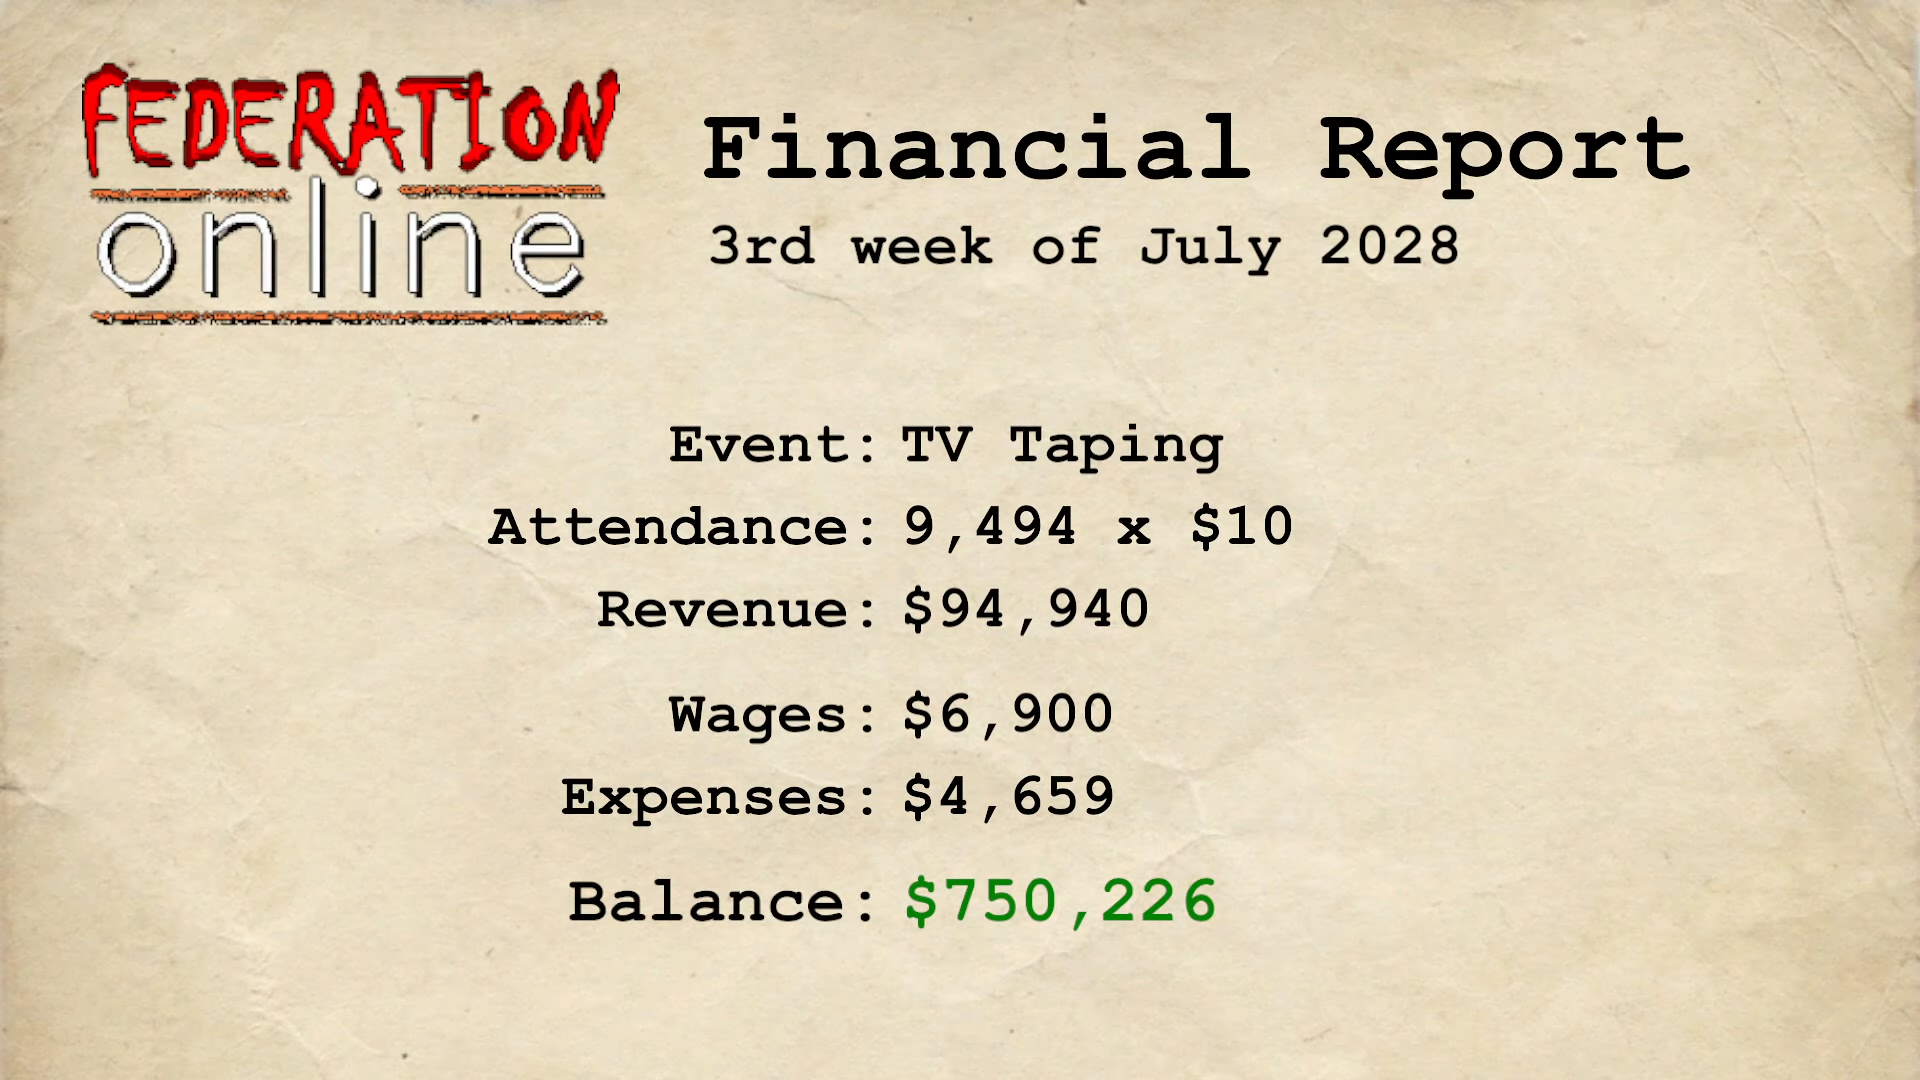 FEDERATION
online
Financial Report
3rd week of July 2028
Event: TV Taping
Attendance: 9,494 x $10
Revenue: $94,940
Wages: $6,900
Expenses: $4,659
Balance: $750,226